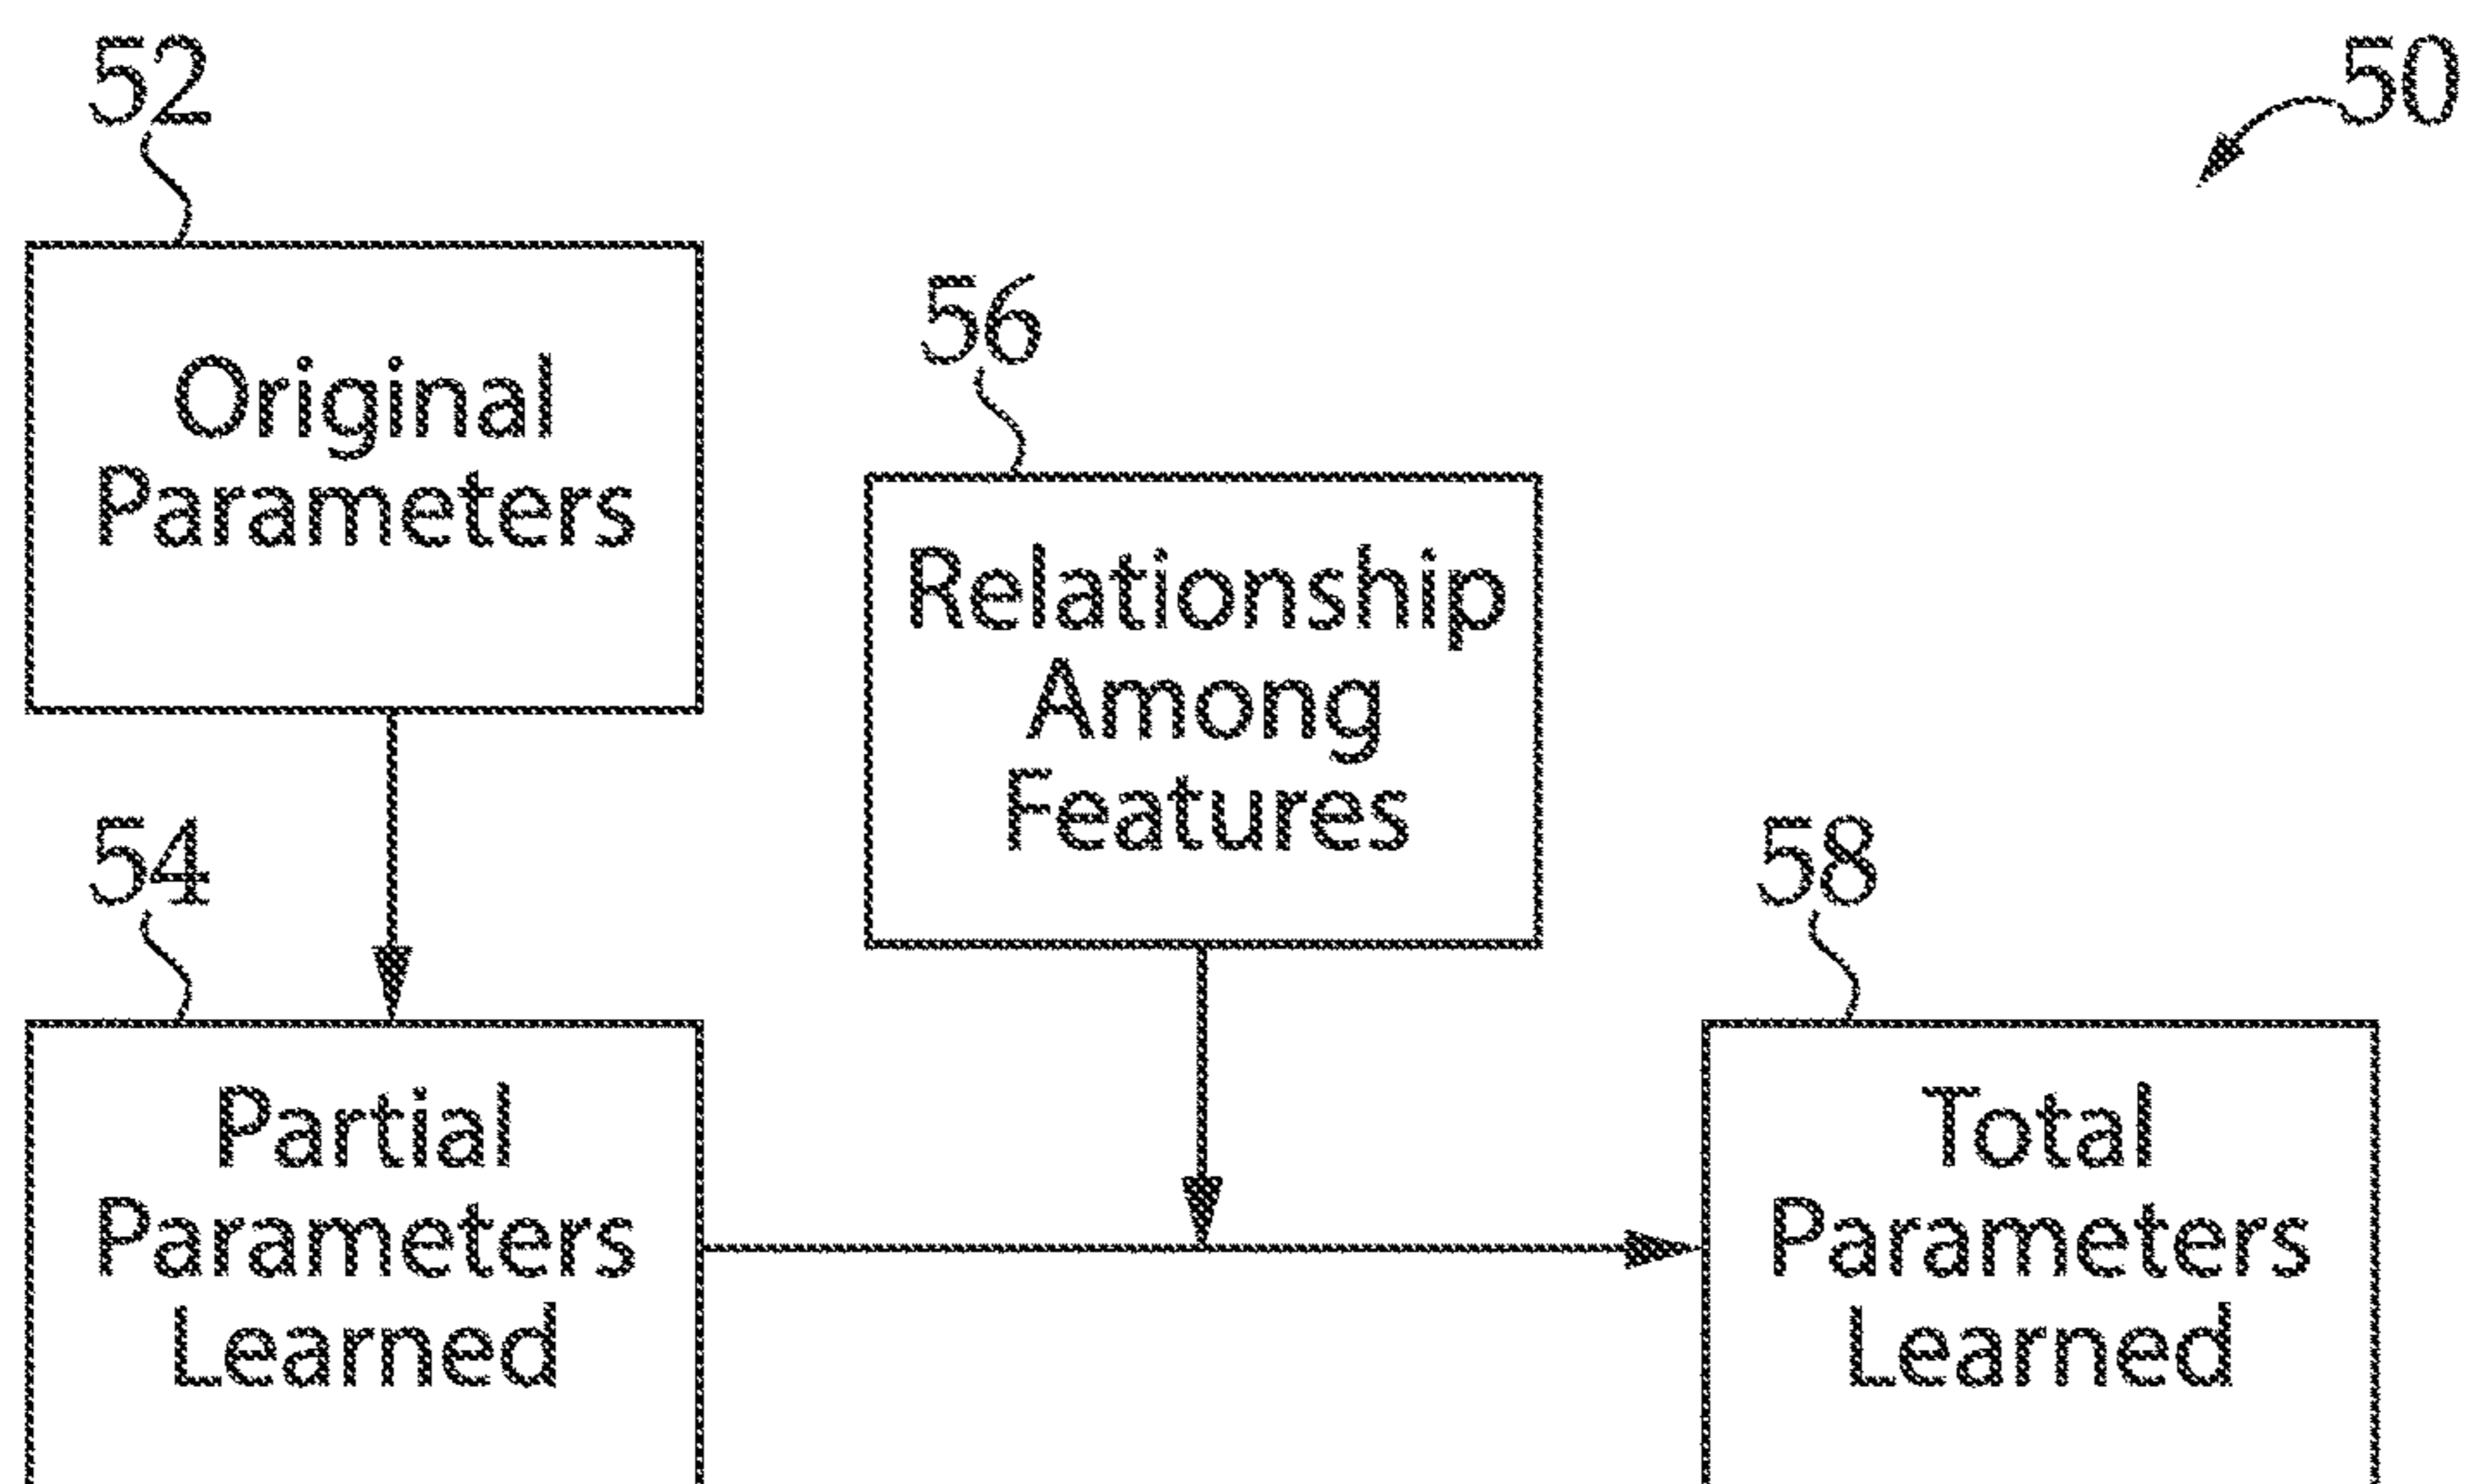 52
50
Original
Parameters
56
Relationship
Among
Features
54
Partial
Parameters
Learned
58
Total
Parameters
Learned